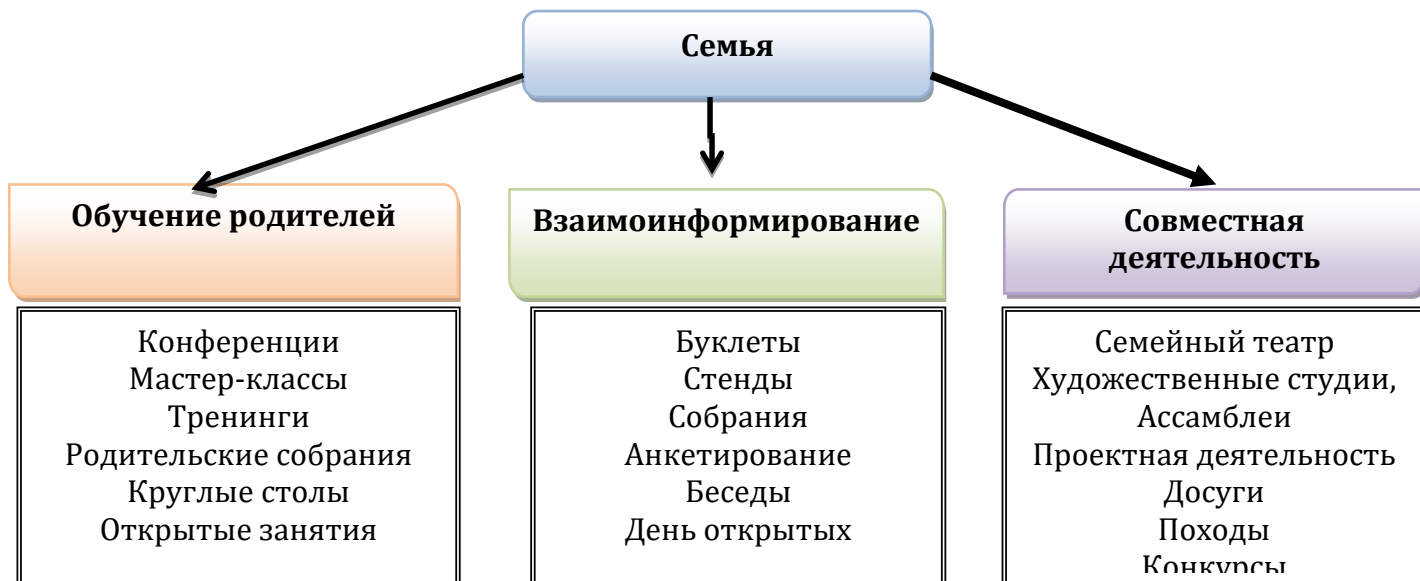 Семья
Обучение родителей
Конференции
Мастер-классы
Тренинги
Родительские собрания
Круглые столы
Открытые занятия
Взаимоинформирование
Буклеты
Стенды
Собрания
Анкетирование
Беседы
День открытых
Совместная
деятельность
Семейный театр
Художественные студии,
Ассамблеи
Проектная деятельность
Досуги
Походы
Конкурсы